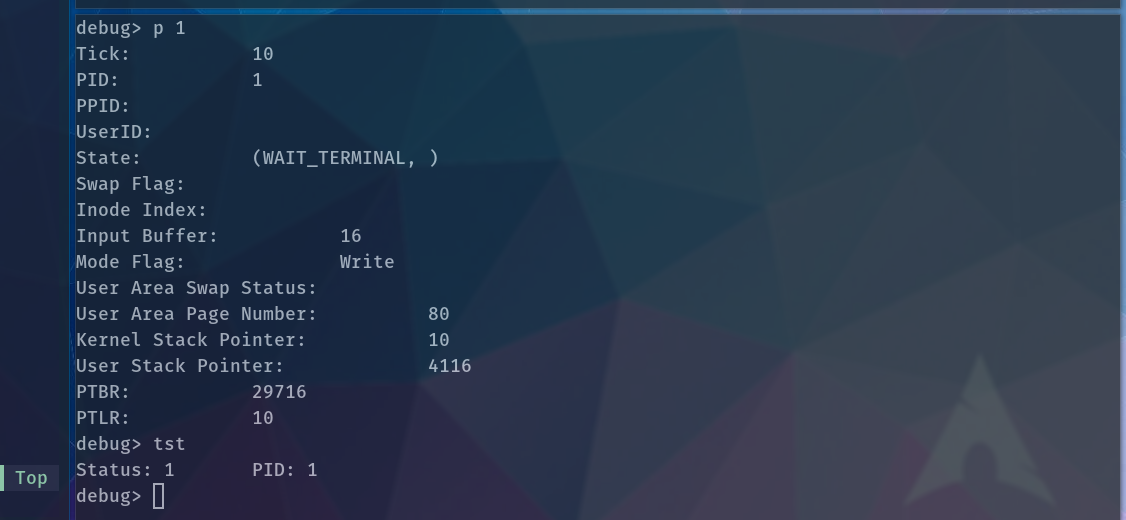 debug> p 1
Tick: 10
PID: 1
PPID:
UserID:
State: (WAIT_TERMINAL, )
Swap Flag:
Inode Index:
Input Buffer: 16
Mode Flag: Write
User Area Swap Status:
User Area Page Number: 80
Kernel Stack Pointer: 10
User Stack Pointer: 4116
PTBR: 29716
PTLR: 10
debug> tst
Status: 1 PID: 1
Top
debug>